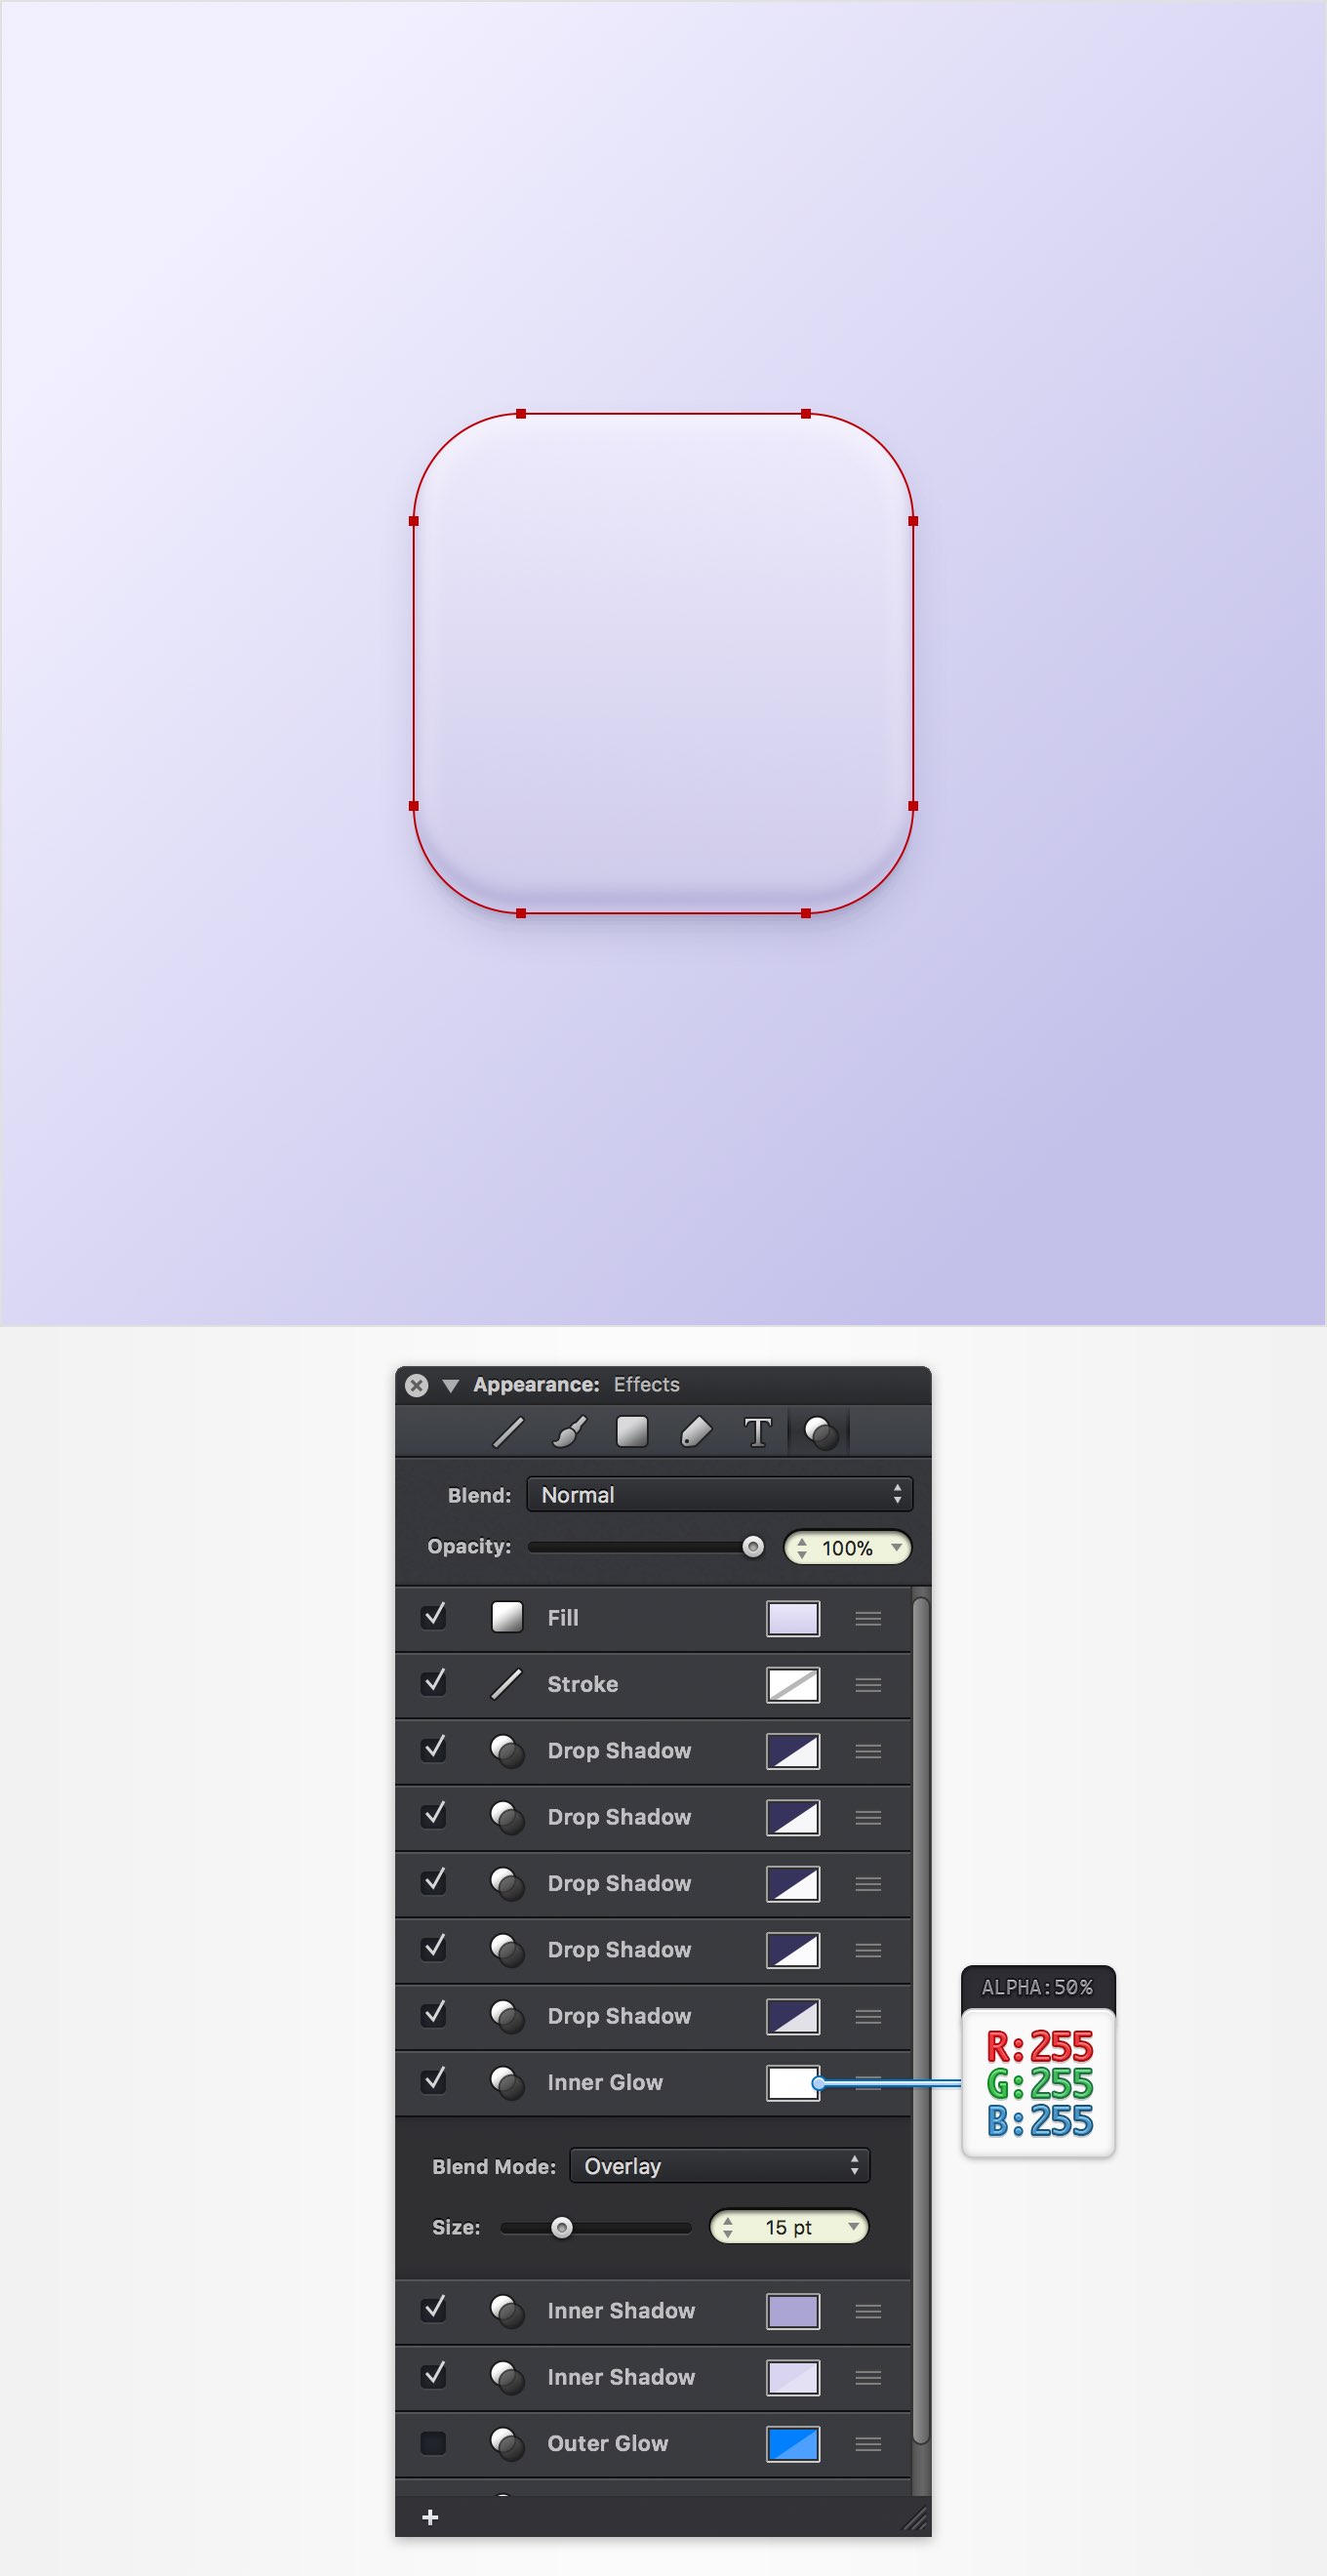 Appearance: Effects
T
Blend: Normal
Opacity: 100%
Fill
Stroke
Drop Shadow
Drop Shadow
Drop Shadow
Drop Shadow
Drop Shadow
Inner Glow
ALPHA:50%
R:255
G:255
B:255
Blend Mode: Overlay
Size: 15 pt
Inner Shadow
Inner Shadow
Outer Glow
+